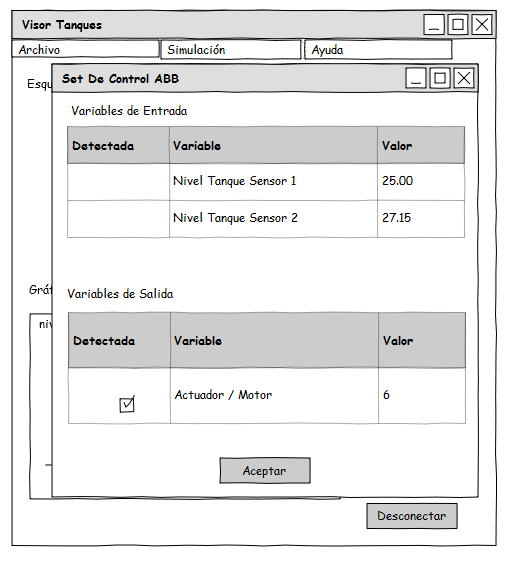 Visor Tanques
Archivo Simulación Ayuda
Esqu
Set De Control ABB
Variables de Entrada
Detectada Variable Valor
Nivel Tanque Sensor 1 25.00
Nivel Tanque Sensor 2 27.15
Gráf
Variables de Salida
niv
Detectada Variable Valor
Actuador / Motor 6
Aceptar
Desconectar